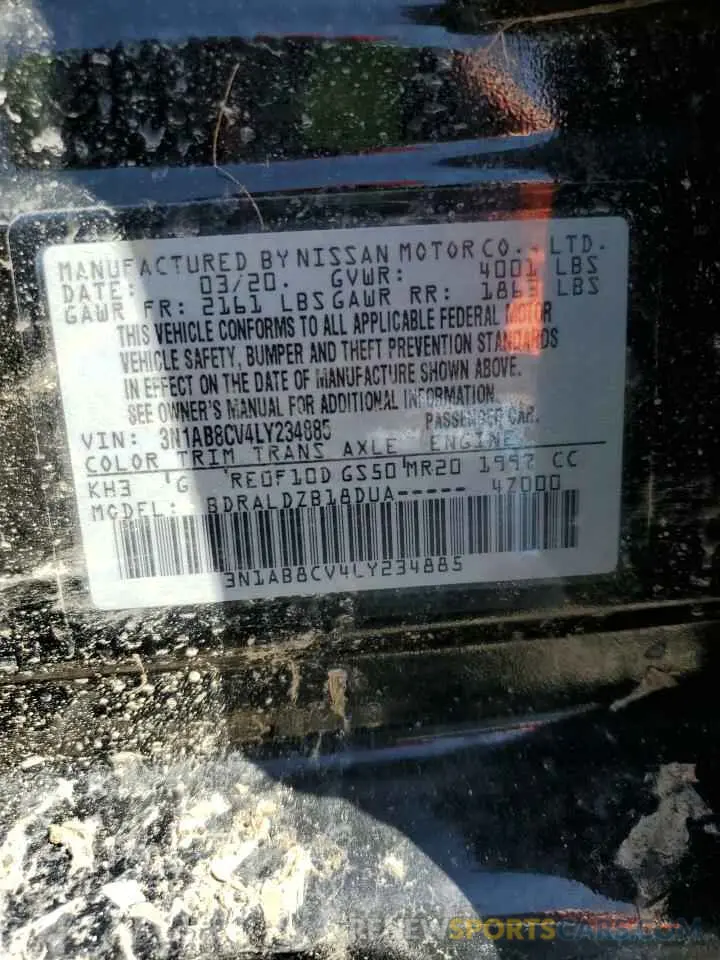 MANUFACTURED BY NISSAN MOTOR CO., LTD.
DATE: 03/20. GVWR: 4001 LBS
GAWR FR: 2161 LBS GAWR RR: 1863 LBS
THIS VEHICLE CONFORMS TO ALL APPLICABLE FEDERAL MOTOR
VEHICLE SAFETY, BUMPER AND THEFT PREVENTION STANDARDS
IN EFFECT ON THE DATE OF MANUFACTURE SHOWN ABOVE.
SEE OWNER'S MANUAL FOR ADDITIONAL INFORMATION.
VIN: 3N1AB8CV4LY234885 PASSENGER CAR.
COLOR TRIM TRANS AXLE ENGINE
KH3 'G 'RE0F10D GS50 'MR20 1997 CC
MODEL: BDRALDZB18DUA----- 47000
3N1AB8CV4LY234885
RENEWSPORTSCAR.COM